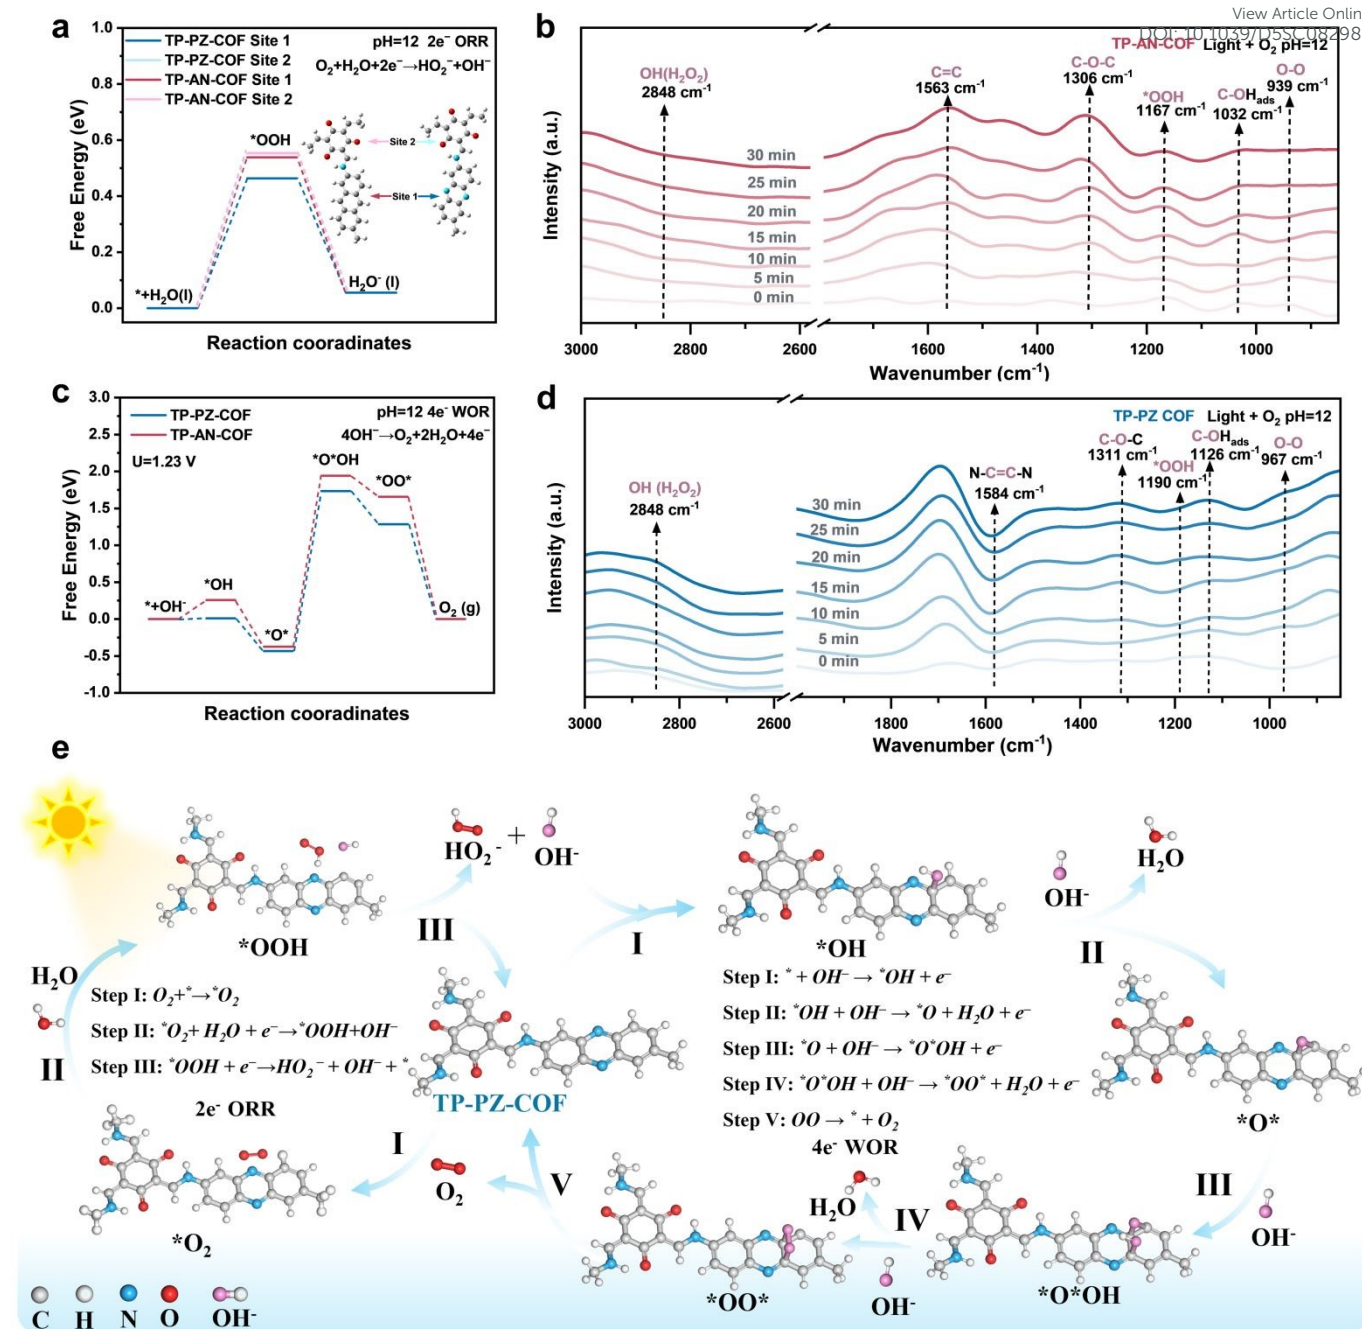 View Article Onlin
DOI: 10.1039/D5SC08298
a
TP-PZ-COF Site 1
TP-PZ-COF Site 2
TP-AN-COF Site 1
TP-AN-COF Site 2
pH=12 2e⁻ ORR
O₂+H₂O+2e⁻→HO₂⁻+OH⁻
*OOH
Site 2
Site 1
*+H₂O(l)
H₂O⁻ (l)
1.0
0.8
0.6
0.4
0.2
0.0
Free Energy (eV)
Reaction cooradinates
b
TP-AN-COF Light + O₂ pH=12
OH(H₂O₂)
2848 cm⁻¹
C=C
1563 cm⁻¹
C-O-C
1306 cm⁻¹
*OOH
1167 cm⁻¹
C-OHads
1032 cm⁻¹
O-O
939 cm⁻¹
30 min
25 min
20 min
15 min
10 min
5 min
0 min
Intensity (a.u.)
3000 2800 2600 1600 1400 1200 1000
Wavenumber (cm⁻¹)
c
TP-PZ-COF
TP-AN-COF
U=1.23 V
pH=12 4e⁻ WOR
4OH⁻→O₂+2H₂O+4e⁻
*O*OH
*OO*
*OH
*+OH⁻
*O*
O₂ (g)
3.0
2.5
2.0
1.5
1.0
0.5
0.0
-0.5
-1.0
Free Energy (eV)
Reaction cooradinates
d
TP-PZ COF Light + O₂ pH=12
OH (H₂O₂)
2848 cm⁻¹
N-C=C-N
1584 cm⁻¹
C-O-C
1311 cm⁻¹
*OOH
1190 cm⁻¹
C-OHads
1126 cm⁻¹
O-O
967 cm⁻¹
30 min
25 min
20 min
15 min
10 min
5 min
0 min
Intensity (a.u.)
3000 2800 2600 1800 1600 1400 1200 1000
Wavenumber (cm⁻¹)
e
*OOH
HO₂⁻ + OH⁻
III
I
*OH
OH⁻
H₂O
II
H₂O
II
Step I: O₂+*→*O₂
Step II: *O₂+ H₂O + e⁻→*OOH+OH⁻
Step III: *OOH + e⁻→HO₂⁻ + OH⁻ + *
2e⁻ ORR
TP-PZ-COF
Step I: * + OH⁻ → *OH + e⁻
Step II: *OH + OH⁻ → *O + H₂O + e⁻
Step III: *O + OH⁻ → *O*OH + e⁻
Step IV: *O*OH + OH⁻ → *OO* + H₂O + e⁻
Step V: OO → * + O₂
4e⁻ WOR
*O*
I
O₂
V
H₂O
IV
III
OH⁻
*O₂
*OO*
OH⁻
*O*OH
C H N O OH⁻